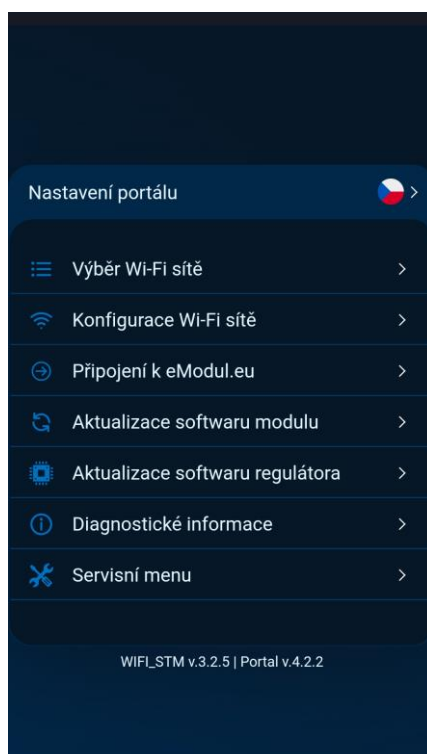 Nastavení portálu
Výběr Wi-Fi sítě
Konfigurace Wi-Fi sítě
Připojení k eModul.eu
Aktualizace softwaru modulu
Aktualizace softwaru regulátora
Diagnostické informace
Servisní menu
WIFI_STM v.3.2.5 | Portal v.4.2.2